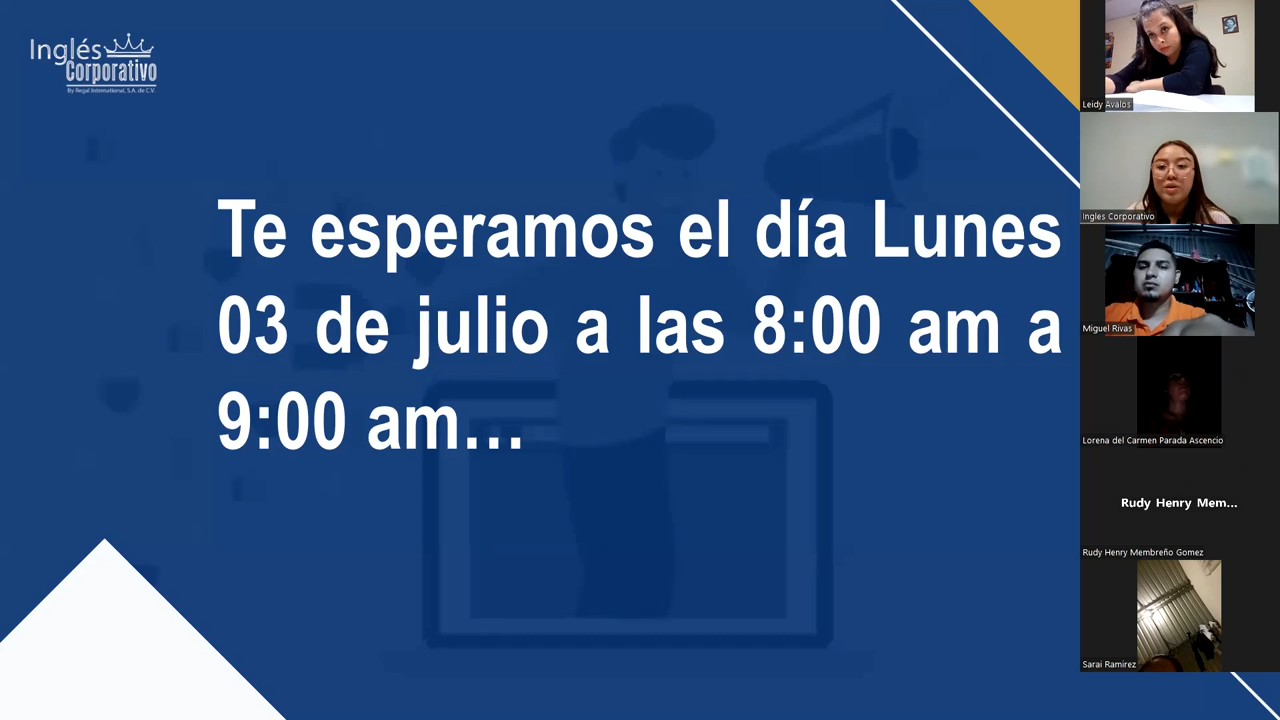 Inglés
Corporativo
By Regal International, S.A. de C.V.
Te esperamos el día Lunes
03 de julio a las 8:00 am a
9:00 am…
Leidy Avalos
Ingles Corporativo
Miguel Rivas
Lorena del Carmen Parada Ascencio
Rudy Henry Mem...
Rudy Henry Membreño Gomez
Sarai Ramirez